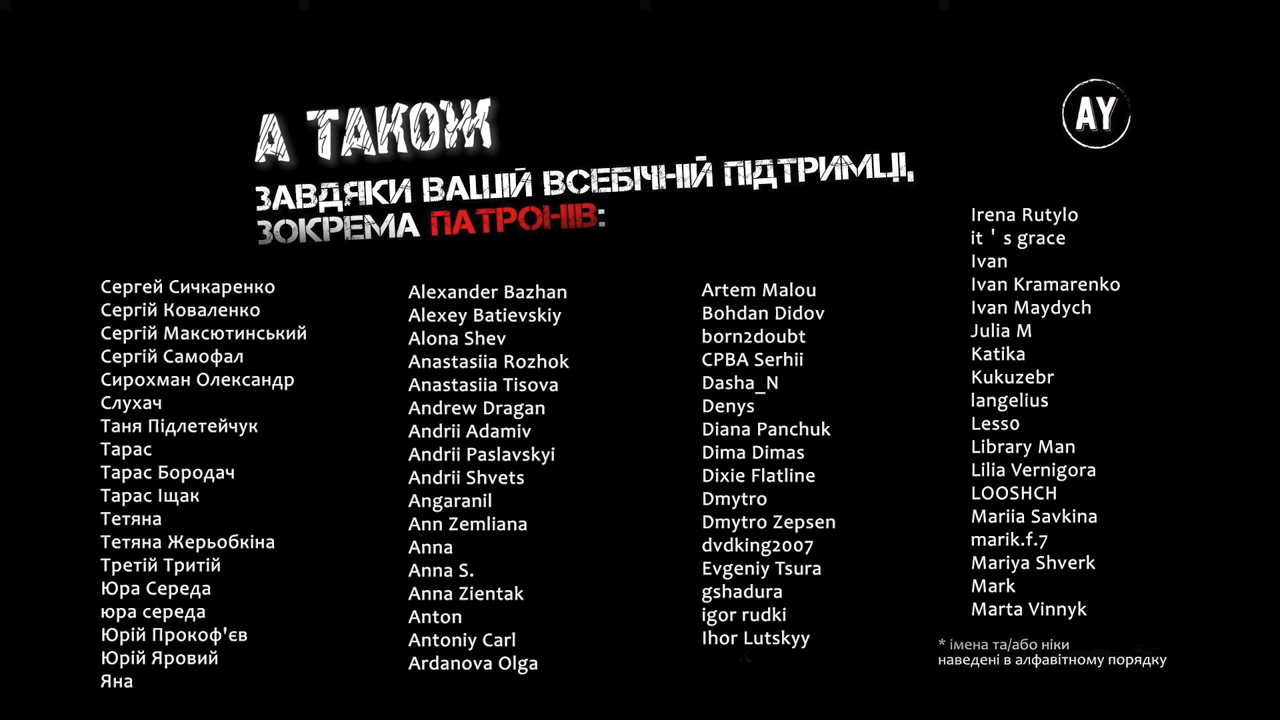 А ТАКОЖ
ЗАВДЯКИ ВАШІЙ ВСЕБІЧНІЙ ПІДТРИМЦІ,
ЗОКРЕМА ПАТРОНІВ:
AY
Сергей Сичкаренко
Сергій Коваленко
Сергій Максютинський
Сергій Самофал
Сирохман Олександр
Слухач
Таня Підлетейчук
Тарас
Тарас Бородач
Тарас Іщак
Тетяна
Тетяна Жерьобкіна
Третій Тритій
Юра Середа
юра середа
Юрій Прокоф'єв
Юрій Яровий
Яна
Alexander Bazhan
Alexey Batievskiy
Alona Shev
Anastasiia Rozhok
Anastasiia Tisova
Andrew Dragan
Andrii Adamiv
Andrii Paslavskyi
Andrii Shvets
Angaranil
Ann Zemliana
Anna
Anna S.
Anna Zientak
Anton
Antoniy Carl
Ardanova Olga
Artem Malou
Bohdan Didov
born2doubt
CPBA Serhii
Dasha_N
Denys
Diana Panchuk
Dima Dimas
Dixie Flatline
Dmytro
Dmytro Zepsen
dvdking2007
Evgeniy Tsura
gshadura
igor rudki
Ihor Lutskyy
Irena Rutylo
it ' s grace
Ivan
Ivan Kramarenko
Ivan Maydych
Julia M
Katika
Kukuzebr
langelius
Less0
Library Man
Lilia Vernigora
LOOSHCH
Mariia Savkina
marik.f.7
Mariya Shverk
Mark
Marta Vinnyk
* імена та/або ніки
наведені в алфавітному порядку